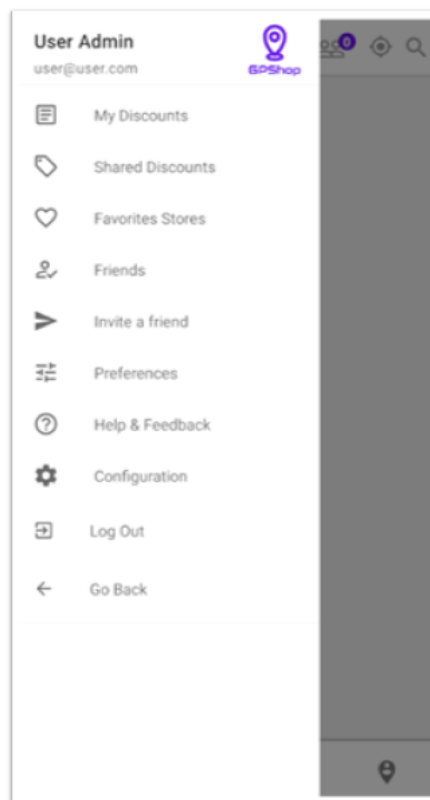 User Admin
user@user.com
GPShop
0
My Discounts
Shared Discounts
Favorites Stores
Friends
Invite a friend
Preferences
Help & Feedback
Configuration
Log Out
Go Back